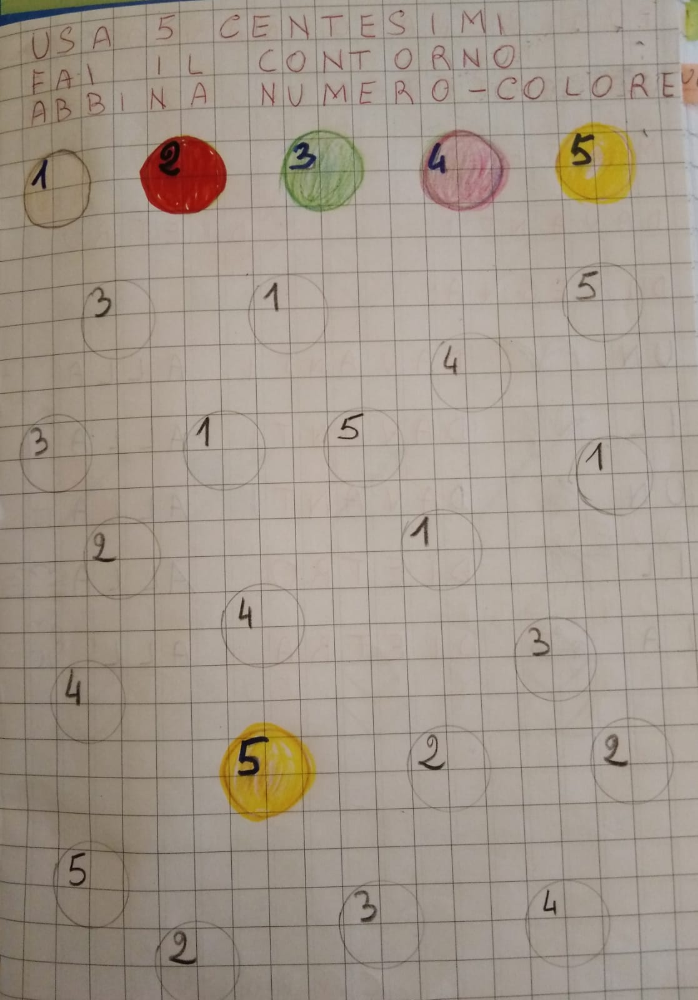 USA 5 CENTESIMI
FAI IL CONTORNO
ABBINA NUMERO-COLORE
1 2 3 4 5
3 1 5
4
3 1 5 1
2 1
4 3
4
5 2 2
5 3 4
2